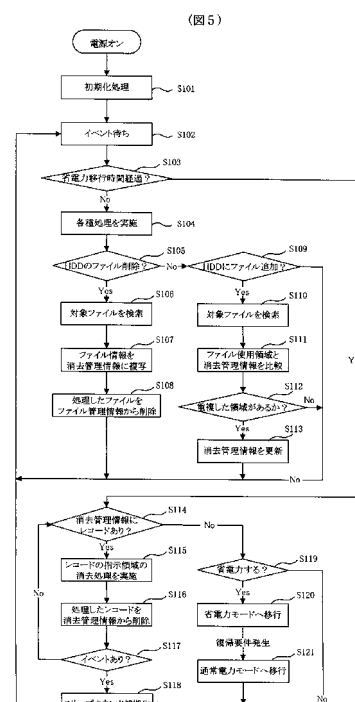 (図5)
電源オン
初期化処理
S101
イベント待ち
S102
S103
省電力移行時間経過?
No
各種処理を実施
S104
S105
HDDのファイル削除?
No
S109
HDDにファイル追加?
Yes
Yes
S106
対象ファイルを検索
S110
対象ファイルを検索
S107
ファイル情報を
消去管理情報に複写
S111
ファイル使用領域と
消去管理情報を比較
Y
S108
処理したファイルを
ファイル管理情報から削除
S112
重複した領域があるか?
No
Yes
S113
消去管理情報を更新
No
S114
消去管理情報に
レコードあり?
No
Yes
S115
レコードの指示領域の
消去処理を実施
S119
省電力する?
Yes
S120
省電力モードへ移行
No
S116
処理したレコードを
消去管理情報から削除
復帰要件発生
S117
イベントあり?
S121
通常電力モードへ移行
Yes
S118
No